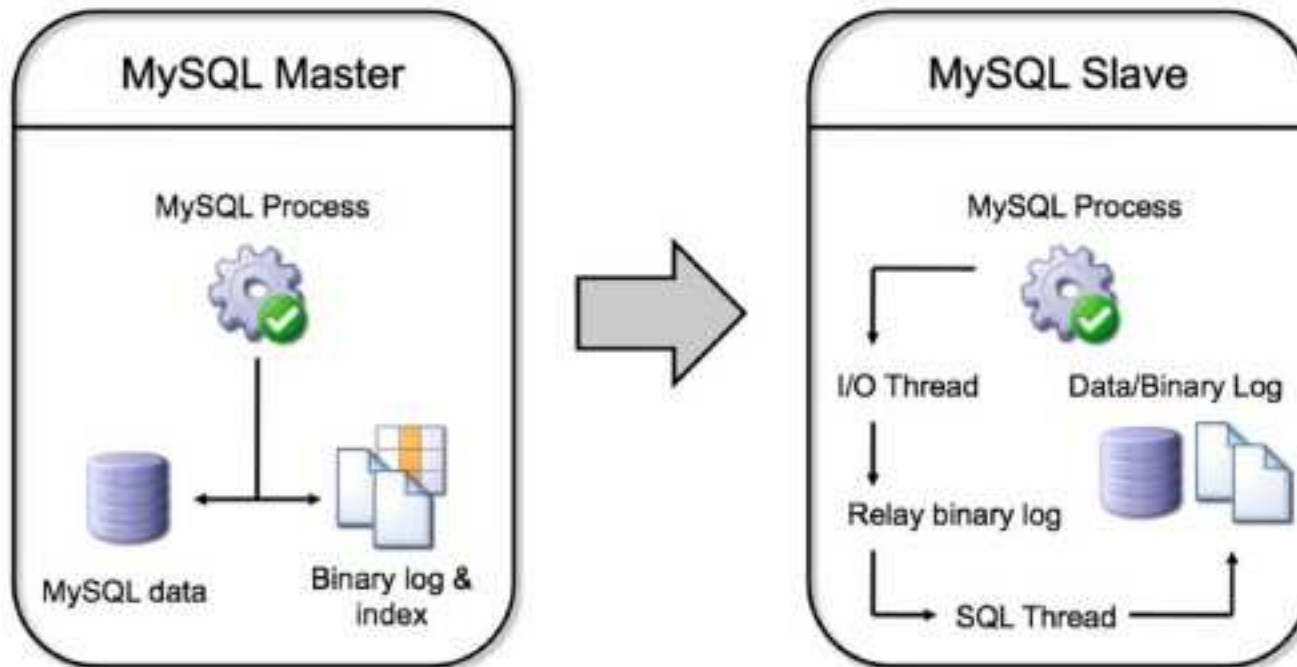 MySQL Master
MySQL Process
MySQL data
Binary log &
index
MySQL Slave
MySQL Process
I/O Thread
Data/Binary Log
Relay binary log
SQL Thread